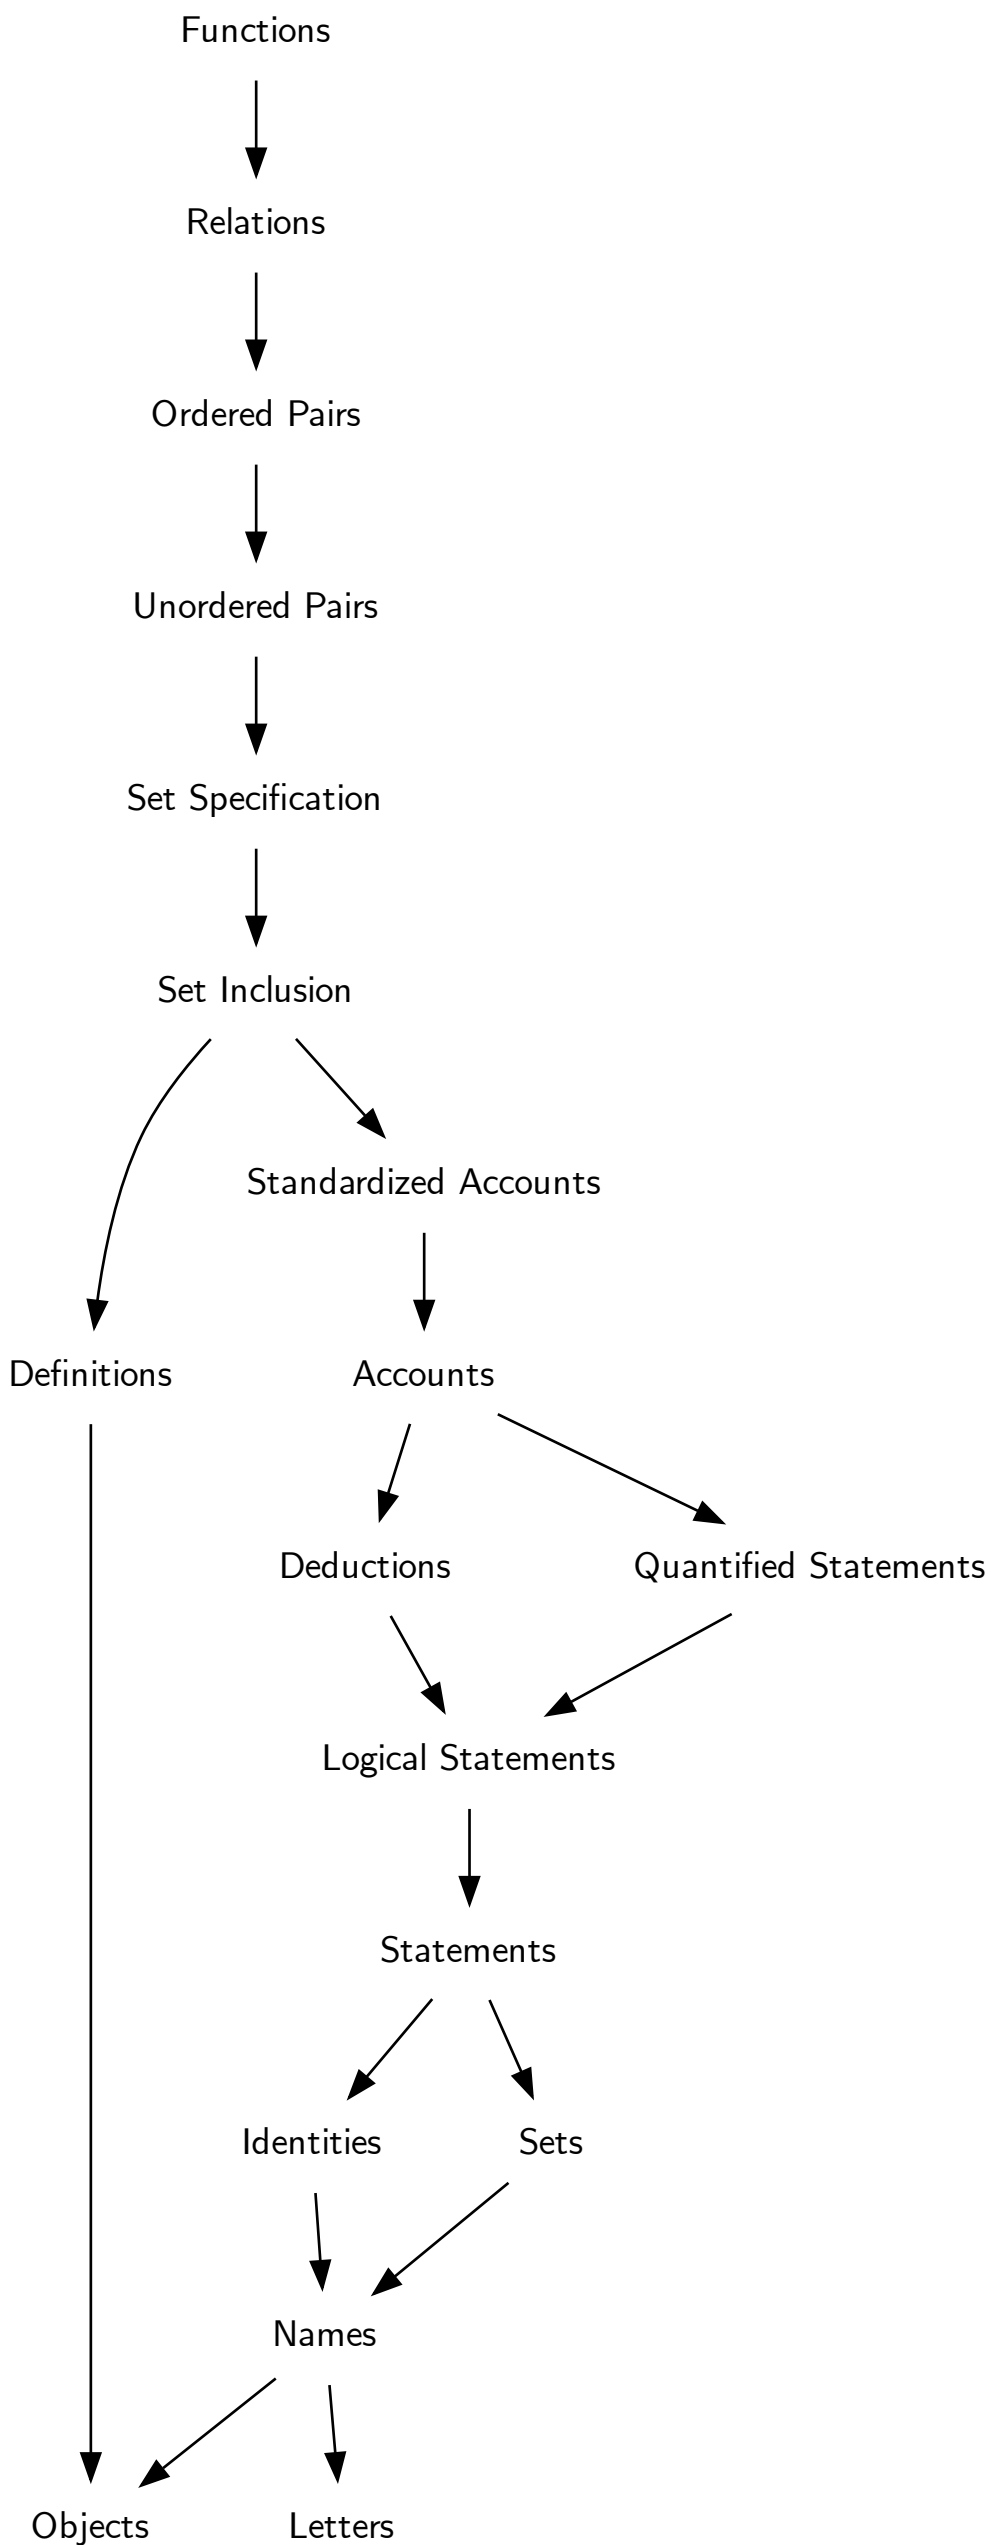 Functions
Relations
Ordered Pairs
Unordered Pairs
Set Specification
Set Inclusion
Standardized Accounts
Definitions
Accounts
Deductions
Quantified Statements
Logical Statements
Statements
Identities
Sets
Names
Objects
Letters